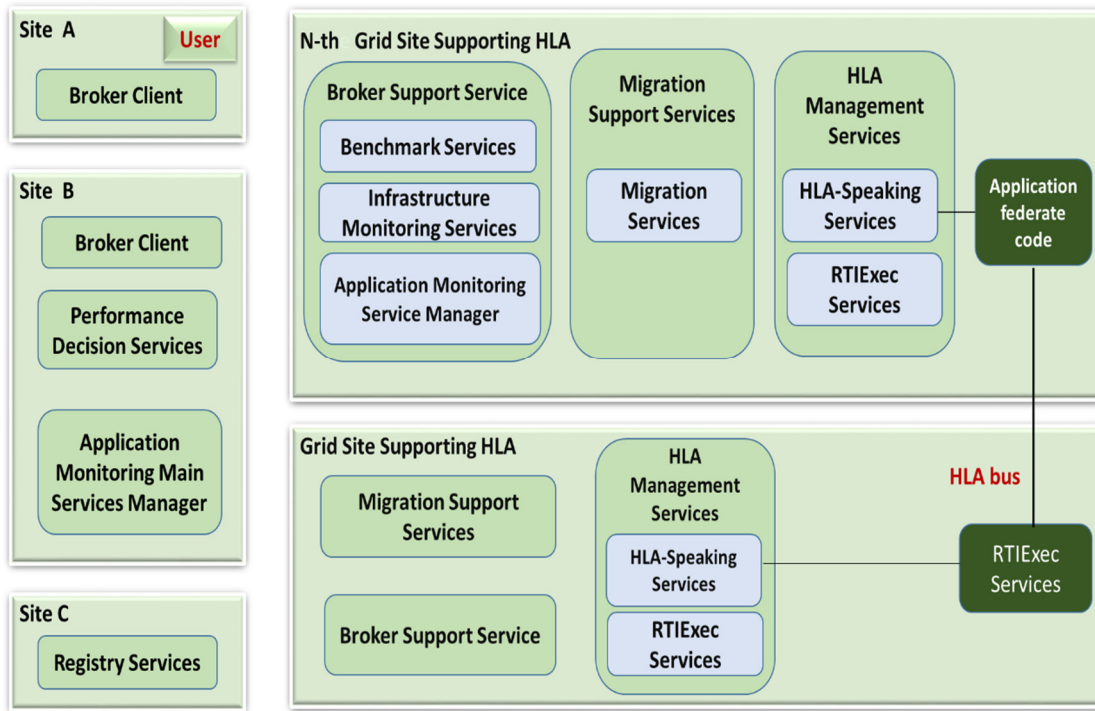 Site A
User
Broker Client
Site B
Broker Client
Performance
Decision Services
Application
Monitoring Main
Services Manager
Site C
Registry Services
N-th Grid Site Supporting HLA
Broker Support Service
Benchmark Services
Infrastructure
Monitoring Services
Application Monitoring
Service Manager
Migration
Support Services
Migration
Services
HLA
Management
Services
HLA-Speaking
Services
RTIExec
Services
Application
federate
code
HLA bus
Grid Site Supporting HLA
Migration Support
Services
Broker Support Service
HLA
Management
Services
HLA-Speaking
Services
RTIExec
Services
RTIExec
Services